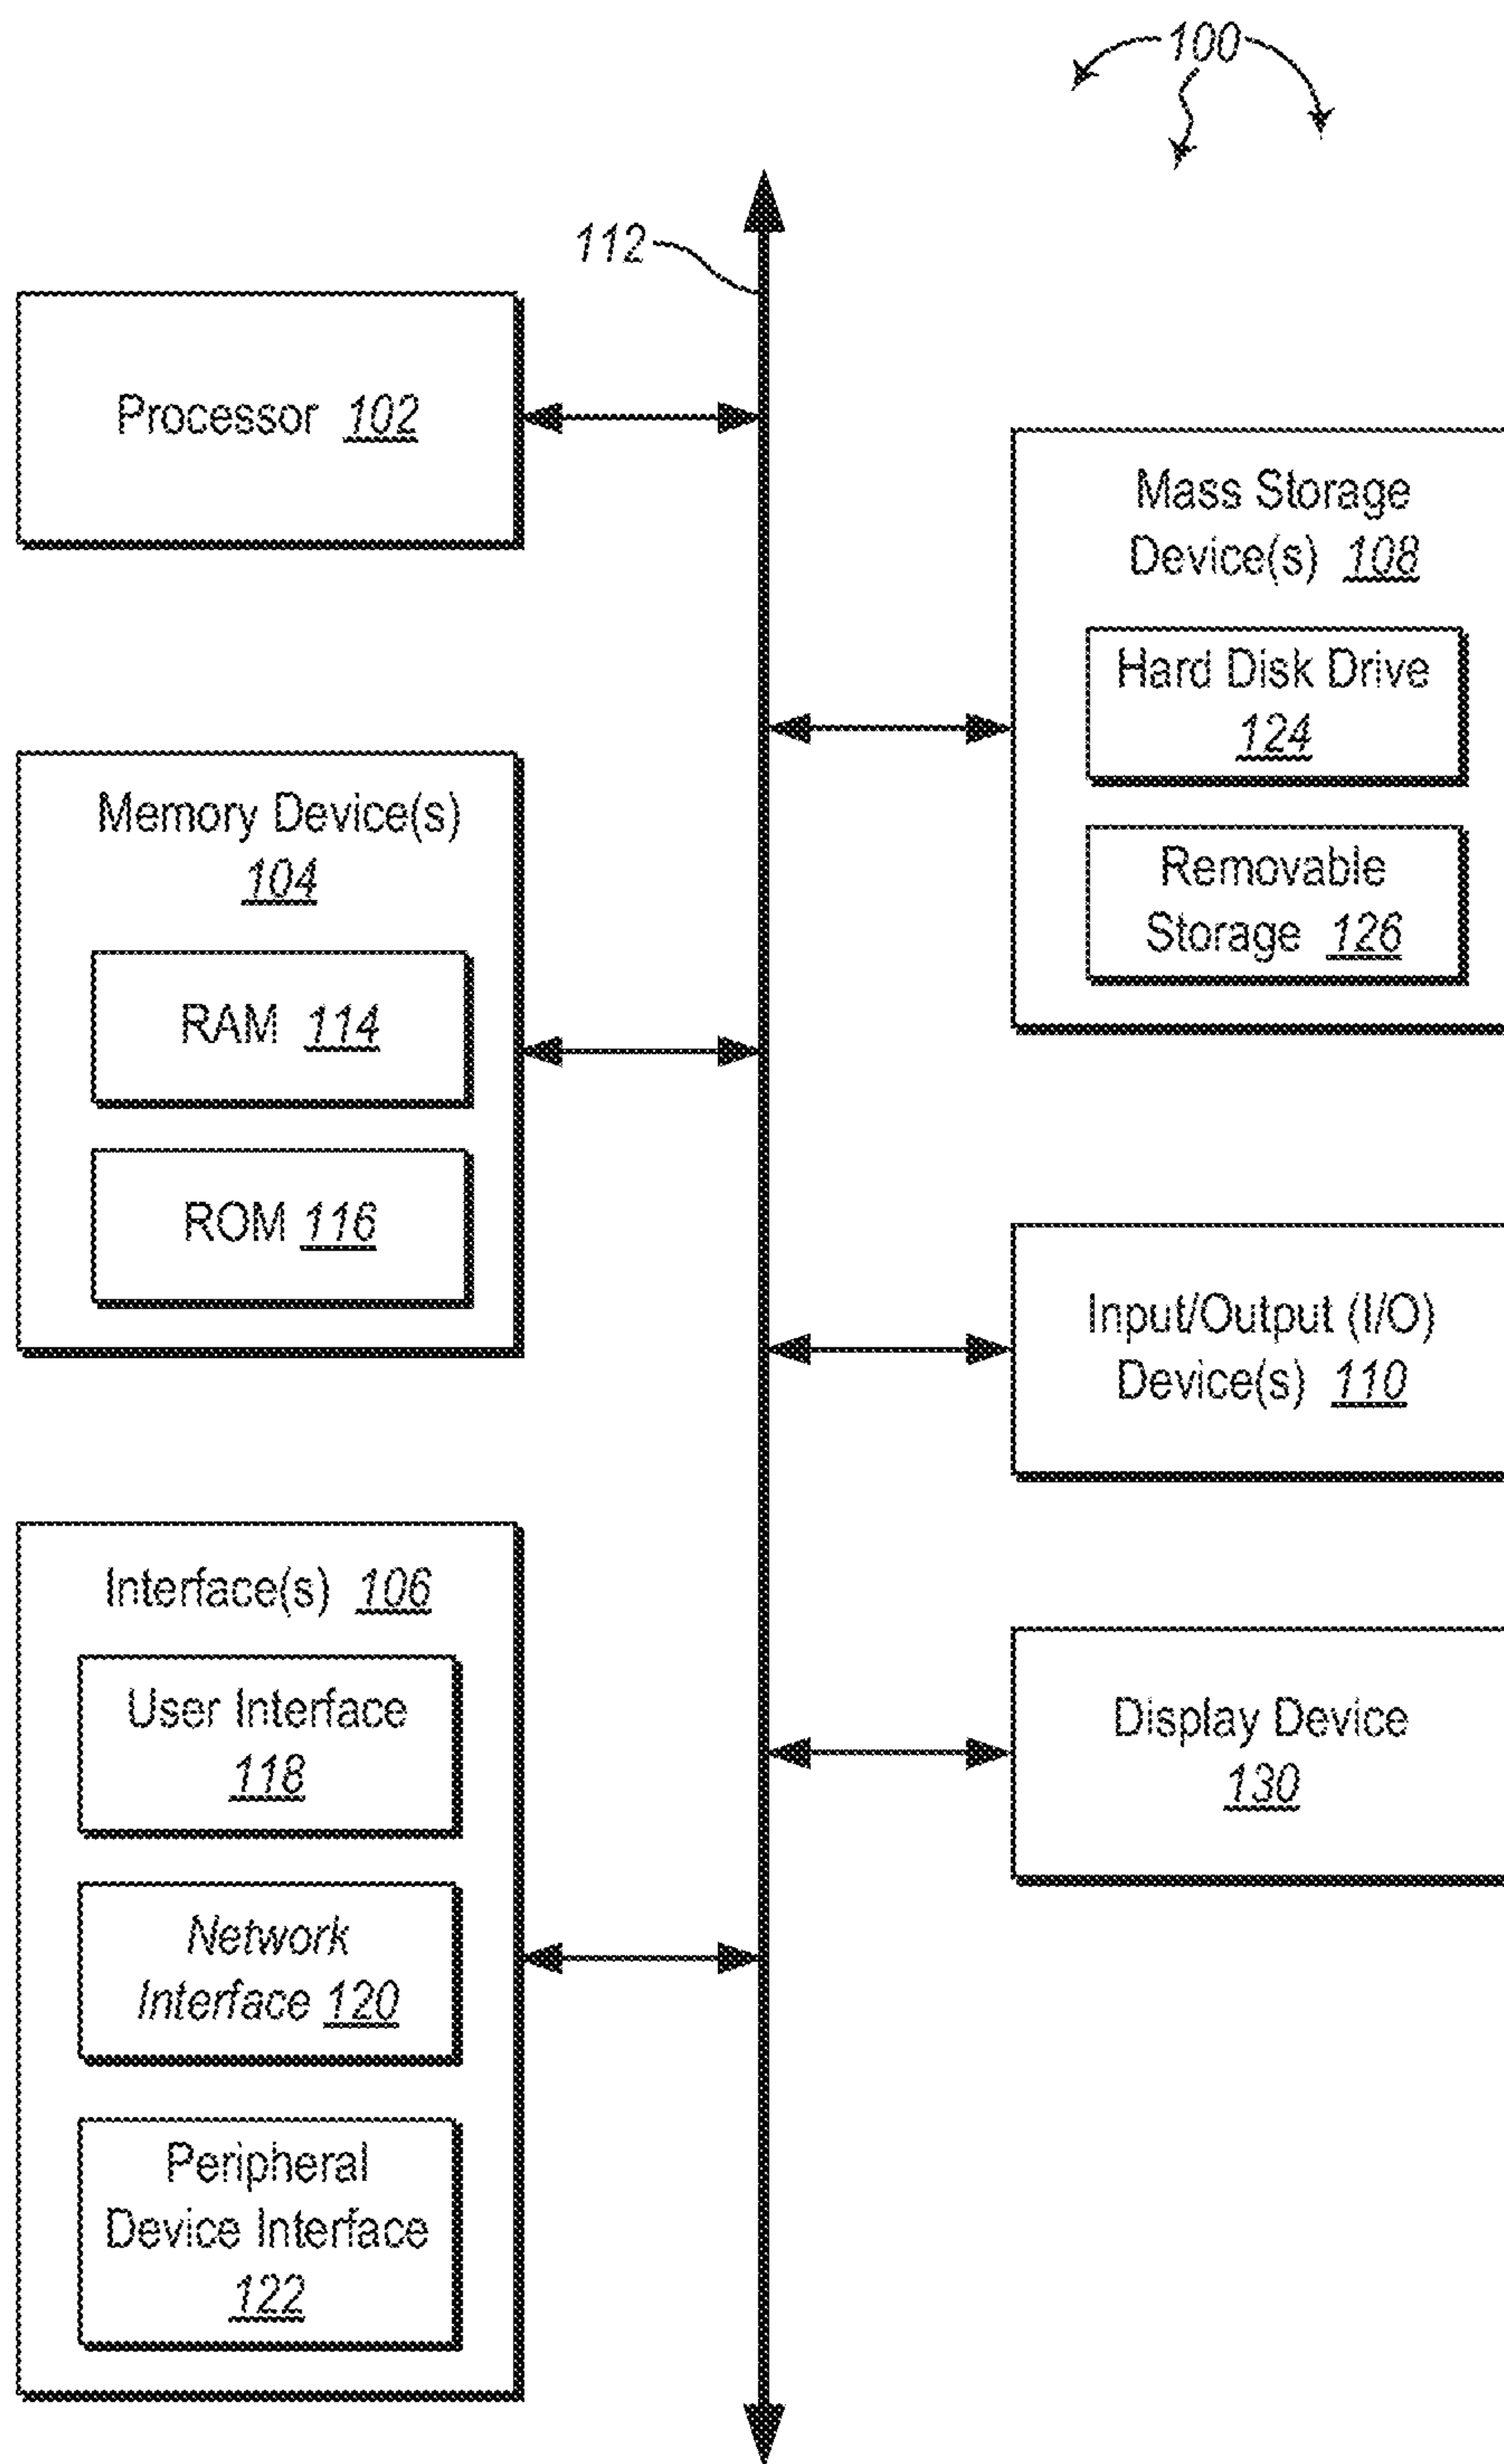 100
112
Processor 102
Mass Storage
Device(s) 108
Hard Disk Drive
124
Removable
Storage 126
Memory Device(s)
104
RAM 114
ROM 116
Input/Output (I/O)
Device(s) 110
Interface(s) 106
User Interface
118
Network
Interface 120
Peripheral
Device Interface
122
Display Device
130